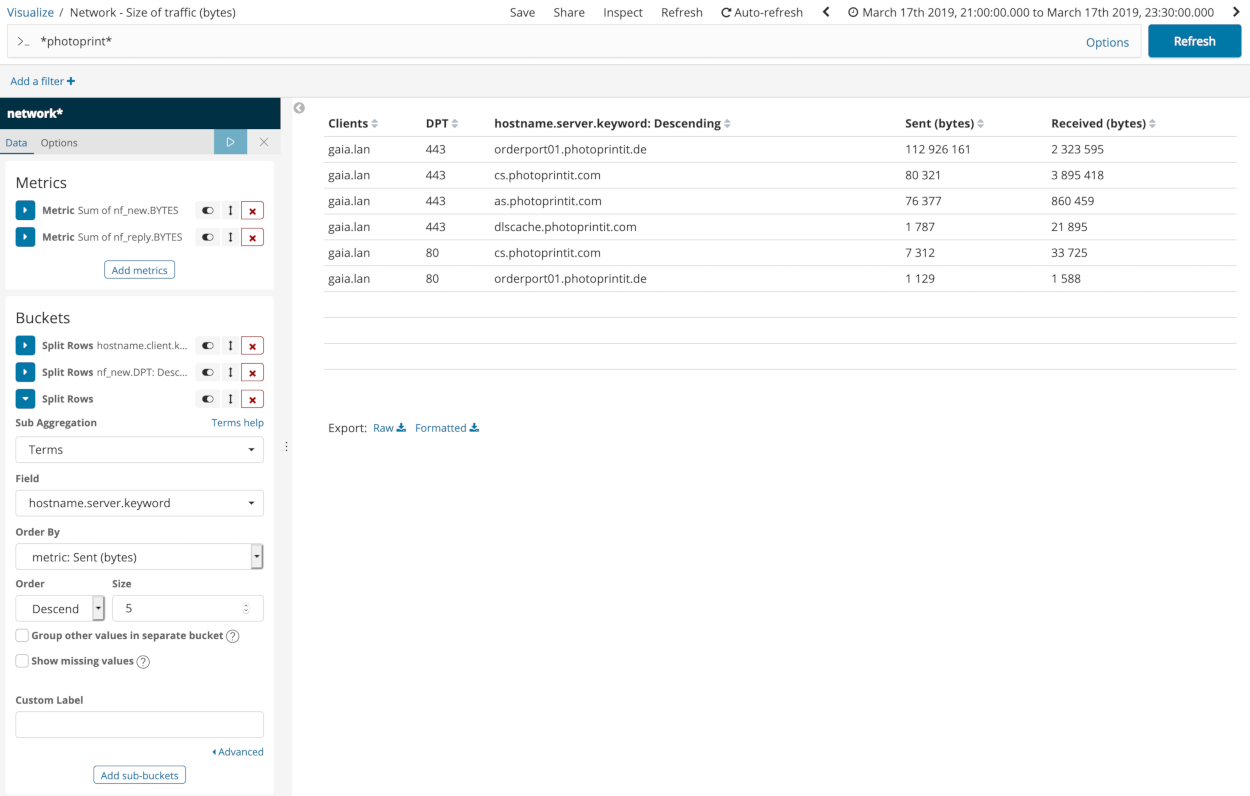 Visualize / Network - Size of traffic (bytes) Save Share Inspect Refresh Auto-refresh March 17th 2019, 21:00:00.000 to March 17th 2019, 23:30:00.000
>_ *photoprint* Options Refresh
Add a filter +
network*
Data Options
Metrics
Metric Sum of nf_new.BYTES
Metric Sum of nf_reply.BYTES
Add metrics
Buckets
Split Rows hostname.client.k...
Split Rows nf_new.DPT: Desc...
Split Rows
Sub Aggregation Terms help
Terms
Field
hostname.server.keyword
Order By
metric: Sent (bytes)
Order Size
Descend 5
Group other values in separate bucket ?
Show missing values ?
Custom Label
Advanced
Add sub-buckets
Clients DPT hostname.server.keyword: Descending Sent (bytes) Received (bytes)
gaia.lan 443 orderport01.photoprintit.de 112 926 161 2 323 595
gaia.lan 443 cs.photoprintit.com 80 321 3 895 418
gaia.lan 443 as.photoprintit.com 76 377 860 459
gaia.lan 443 dlscache.photoprintit.com 1 787 21 895
gaia.lan 80 cs.photoprintit.com 7 312 33 725
gaia.lan 80 orderport01.photoprintit.de 1 129 1 588
Export: Raw Formatted